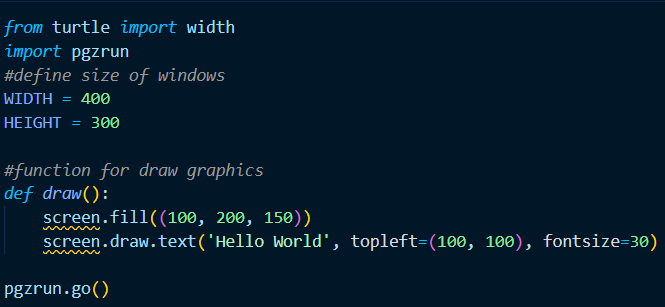 from turtle import width
import pgzrun
#define size of windows
WIDTH = 400
HEIGHT = 300
#function for draw graphics
def draw():
    screen.fill((100, 200, 150))
    screen.draw.text('Hello World', topleft=(100, 100), fontsize=30)
pgzrun.go()